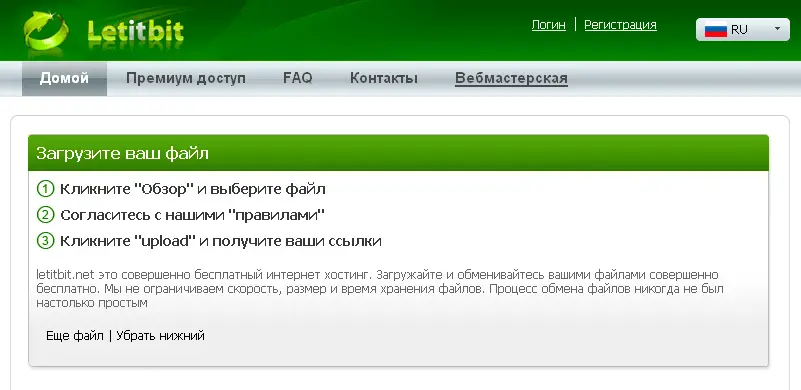 Letitbit
Логин | Регистрация
RU
Домой Премиум доступ FAQ Контакты Вебмастерская
Загрузите ваш файл
1 Кликните "Обзор" и выберите файл
2 Согласитесь с нашими "правилами"
3 Кликните "upload" и получите ваши ссылки
letitbit.net это совершенно бесплатный интернет хостинг. Загружайте и обменивайтесь вашими файлами совершенно
бесплатно. Мы не ограничиваем скорость, размер и время хранения файлов. Процесс обмена файлов никогда не был
настолько простым
Еще файл | Убрать нижний